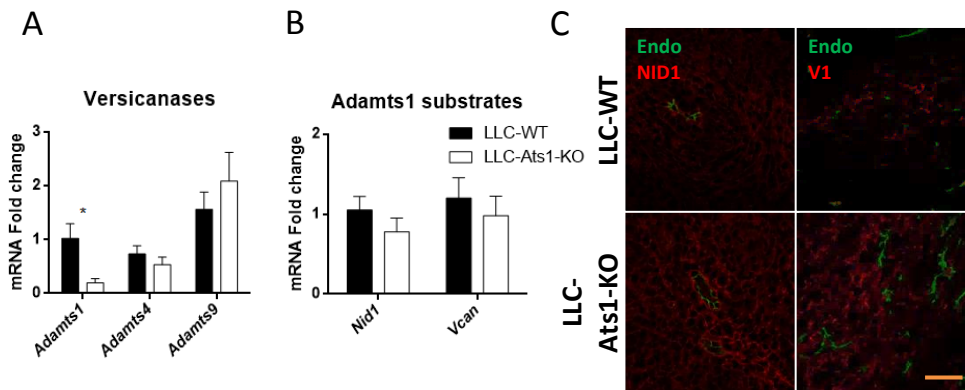 A
Versicanases
mRNA Fold change
3
2
1
0
*
Adamts1
Adamts4
Adamts9
B
Adamts1 substrates
mRNA Fold change
2
1
0
LLC-WT
LLC-Ats1-KO
Nid1
Vcan
C
Endo
NID1
Endo
V1
LLC-WT
LLC-
Ats1-KO